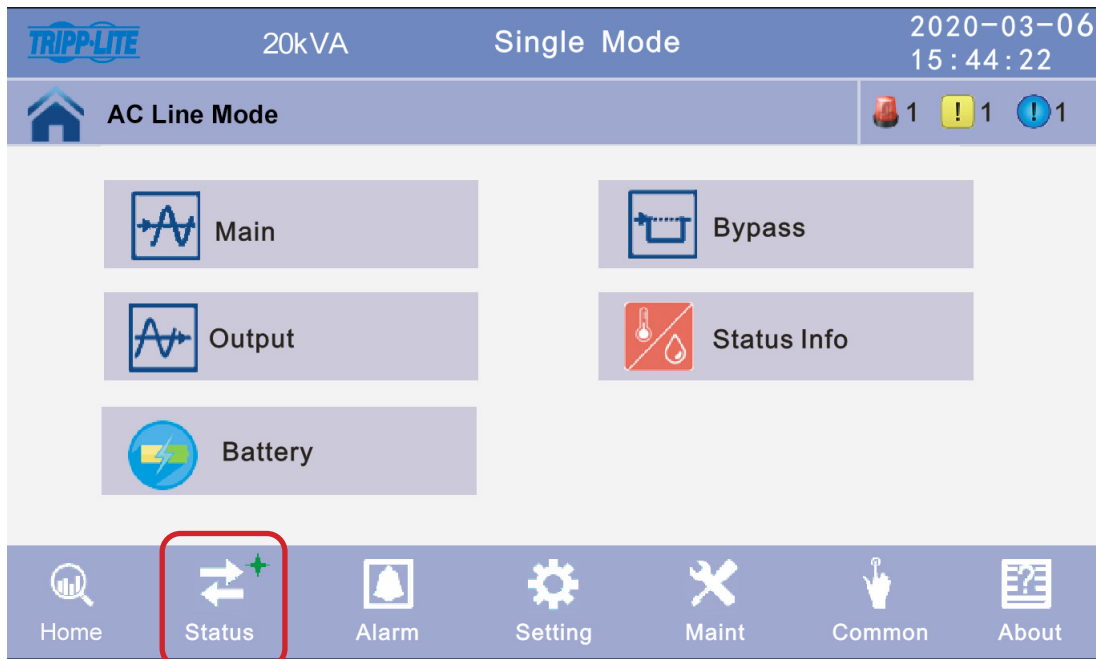 TRIPP·LITE 20kVA Single Mode 2020-03-06
15:44:22
AC Line Mode 1 ! 1 ! 1
Main
Bypass
Output
Status Info
Battery
Home Status Alarm Setting Maint Common About